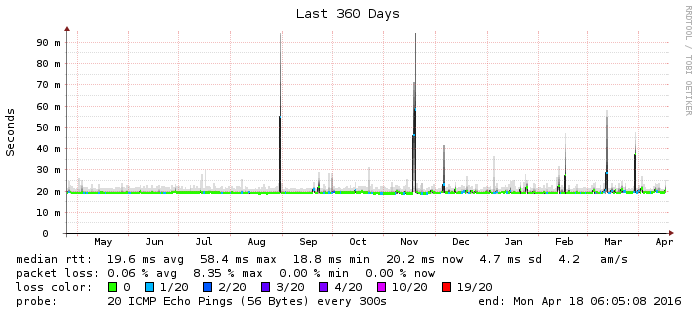 Last 360 Days
RRDTOOL / TOBI OETIKER
Seconds
90 m
80 m
70 m
60 m
50 m
40 m
30 m
20 m
10 m
0
May Jun Jul Aug Sep Oct Nov Dec Jan Feb Mar Apr
median rtt: 19.6 ms avg 58.4 ms max 18.8 ms min 20.2 ms now 4.7 ms sd 4.2 am/s
packet loss: 0.06 % avg 8.35 % max 0.00 % min 0.00 % now
loss color: 0 1/20 2/20 3/20 4/20 10/20 19/20
probe: 20 ICMP Echo Pings (56 Bytes) every 300s end: Mon Apr 18 06:05:08 2016